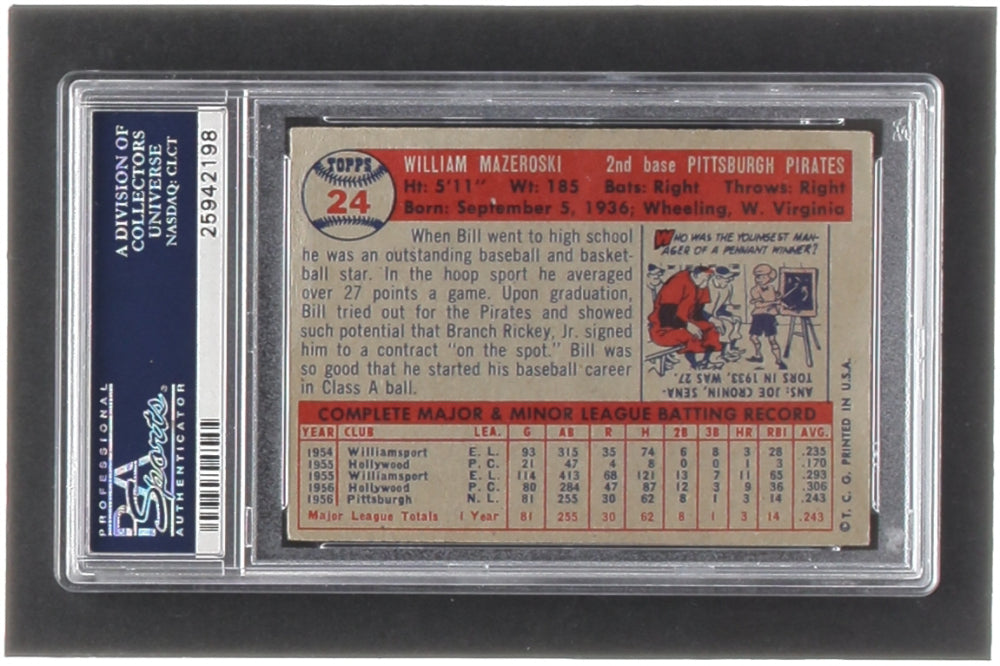 A DIVISION OF
COLLECTORS
UNIVERSE
NASDAQ: CLCT
25942198
PROFESSIONAL
PSA
Sports
AUTHENTICATOR
TOPPS
24
WILLIAM MAZEROSKI 2nd base PITTSBURGH PIRATES
Ht: 5'11" Wt: 185 Bats: Right Throws: Right
Born: September 5, 1936; Wheeling, W. Virginia
When Bill went to high school
he was an outstanding baseball and basket-
ball star. In the hoop sport he averaged
over 27 points a game. Upon graduation,
Bill tried out for the Pirates and showed
such potential that Branch Rickey, Jr. signed
him to a contract "on the spot." Bill was
so good that he started his baseball career
in Class A ball.
WHO WAS THE YOUNGEST MAN-
AGER OF A PENNANT WINNER?
ANS: JOE CRONIN, SENA-
TORS IN 1933, WAS 27.
COMPLETE MAJOR & MINOR LEAGUE BATTING RECORD
YEAR CLUB LEA. G AB R H 2B 3B HR RBI AVG.
1954 Williamsport E. L. 93 315 35 74 6 8 3 28 .235
1955 Hollywood P. C. 21 47 4 8 0 0 1 3 .170
1955 Williamsport E. L. 114 413 68 121 13 7 11 65 .293
1956 Hollywood P. C. 80 284 47 87 12 3 9 36 .306
1956 Pittsburgh N. L. 81 255 30 62 8 1 3 14 .243
Major League Totals 1 Year 81 255 30 62 8 1 3 14 .243
© T. C. G. PRINTED IN U.S.A.